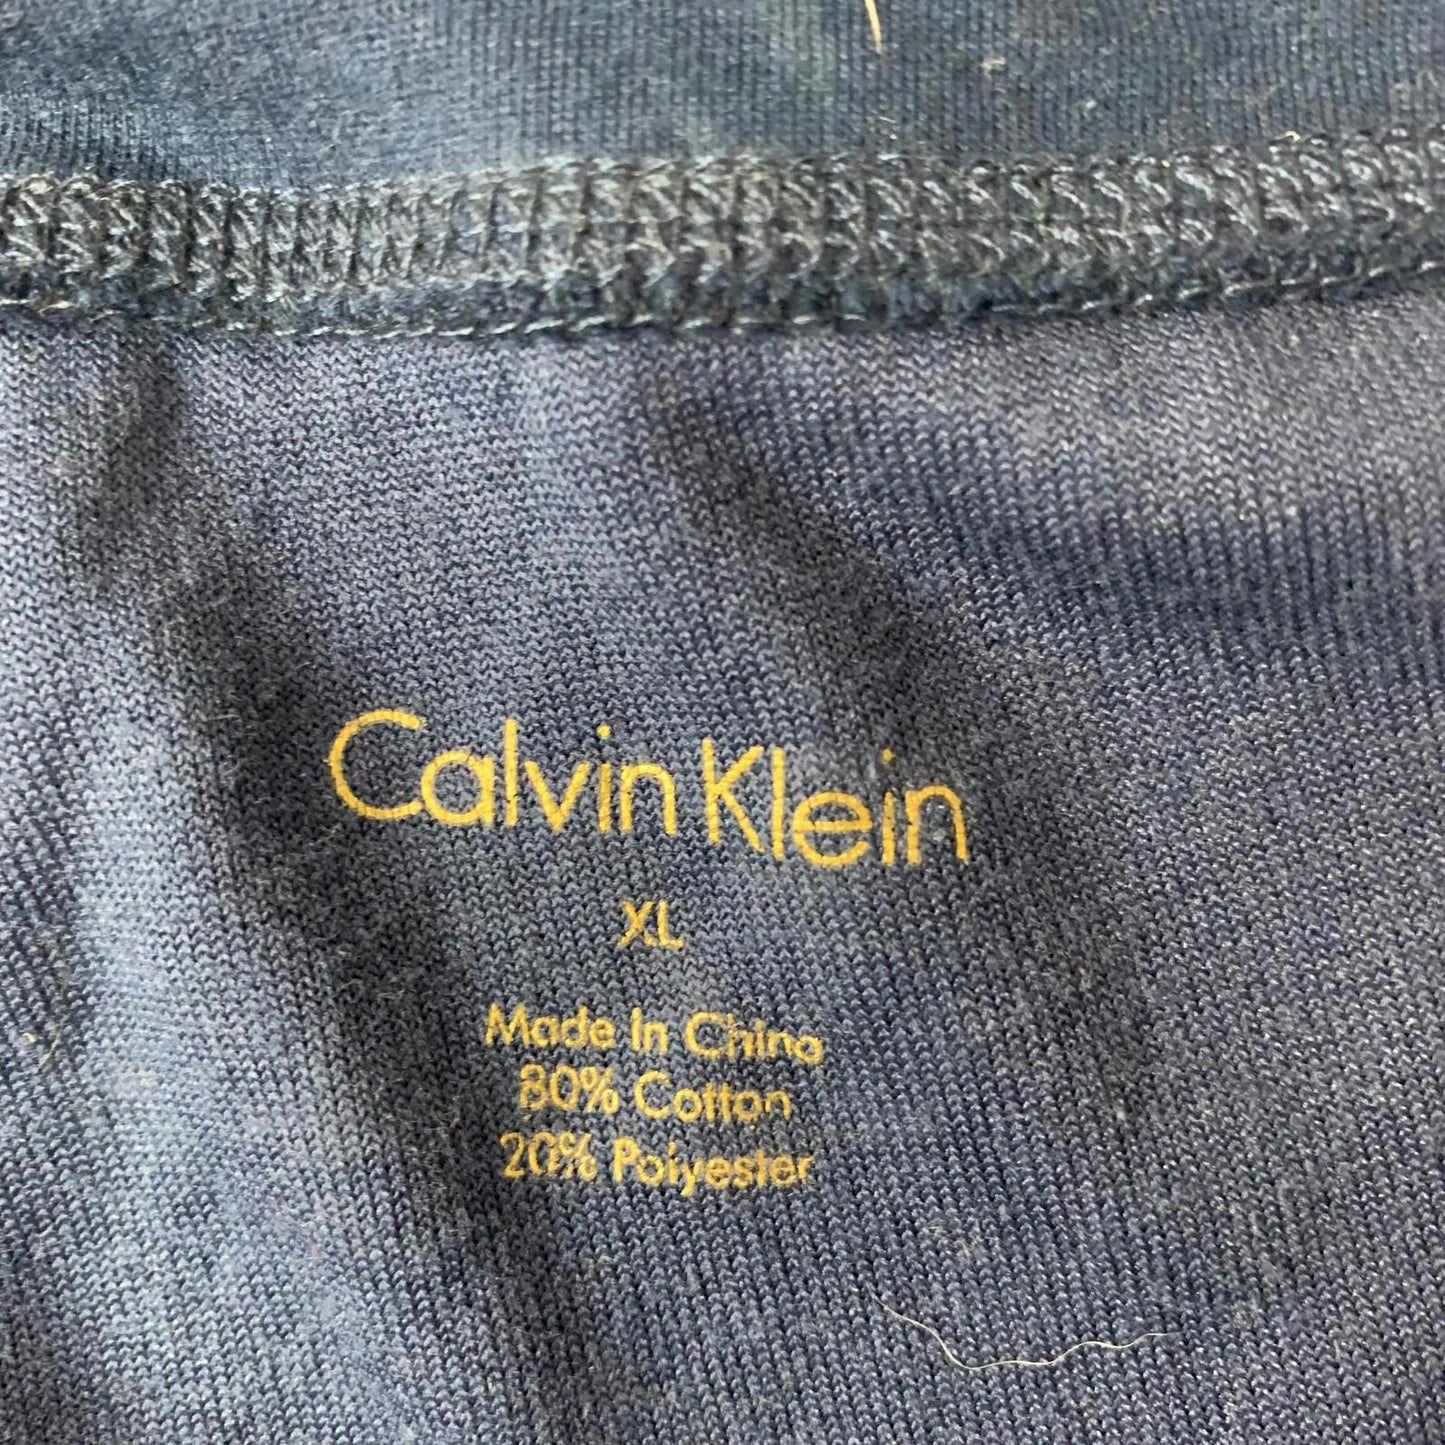 Calvin Klein
XL
Made In China
80% Cotton
20% Polyester